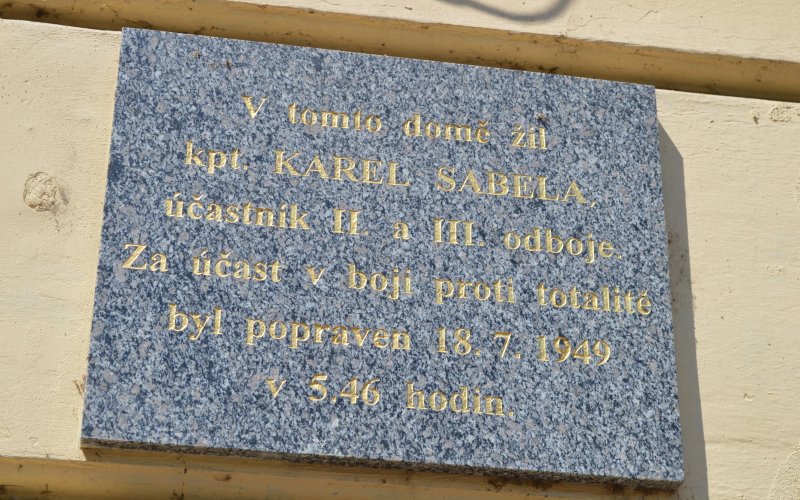 V tomto domě žil
kpt. KAREL SABELA,
účastník II. a III. odboje.
Za účast v boji proti totalitě
byl popraven 18. 7. 1949
v 5.46 hodin.